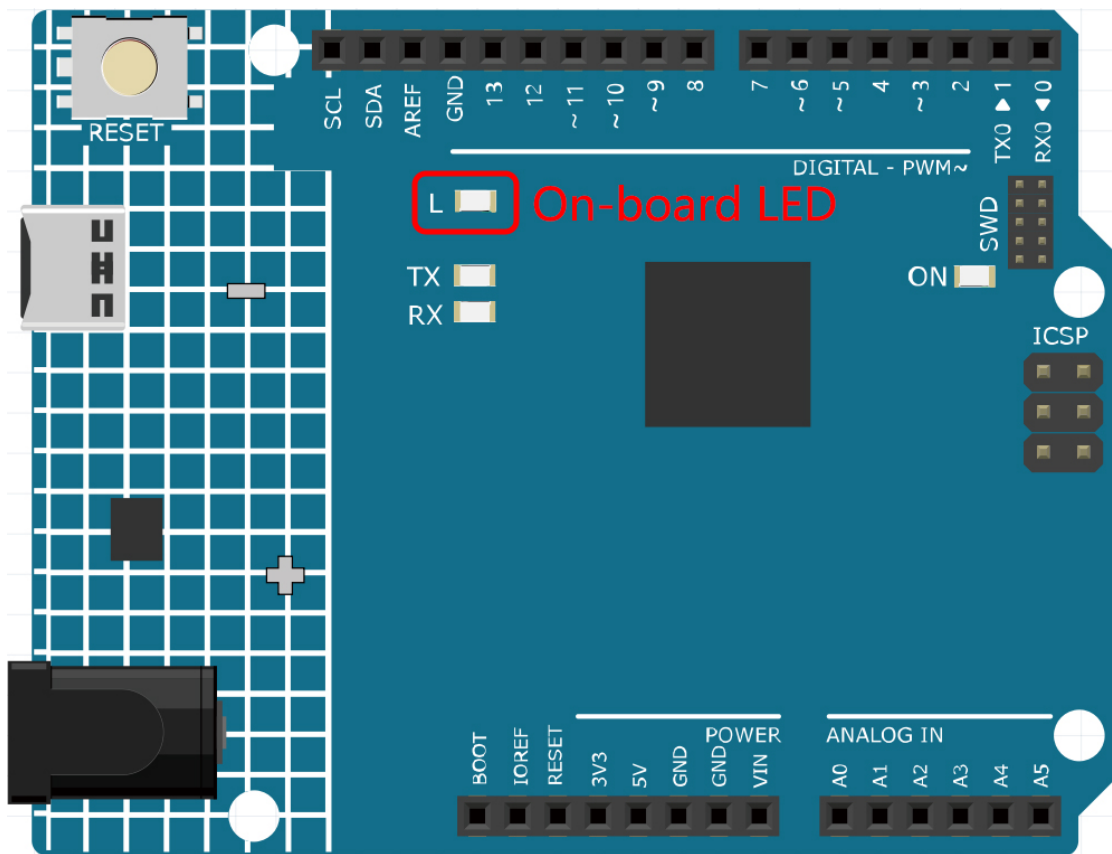 RESET
SCL SDA AREF GND 13 12 ~11 ~10 ~9 8 7 ~6 ~5 4 ~3 2 TX0 ▶ 1 RX0 ◀ 0
DIGITAL - PWM~
L On-board LED
SWD
TX
RX
ON
ICSP
POWER
ANALOG IN
BOOT IOREF RESET 3V3 5V GND GND VIN A0 A1 A2 A3 A4 A5